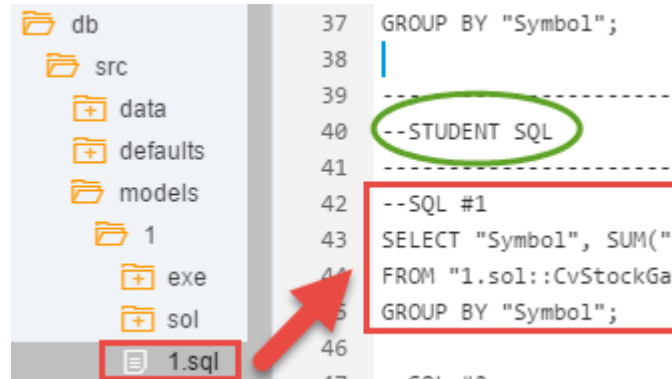 db
src
data
defaults
models
1
exe
sol
1.sql
37 GROUP BY "Symbol";
38
39 ------------------------
40 --STUDENT SQL
41 ------------------------
42 --SQL #1
43 SELECT "Symbol", SUM("
44 FROM "1.sol::CvStockGa
5 GROUP BY "Symbol";
46